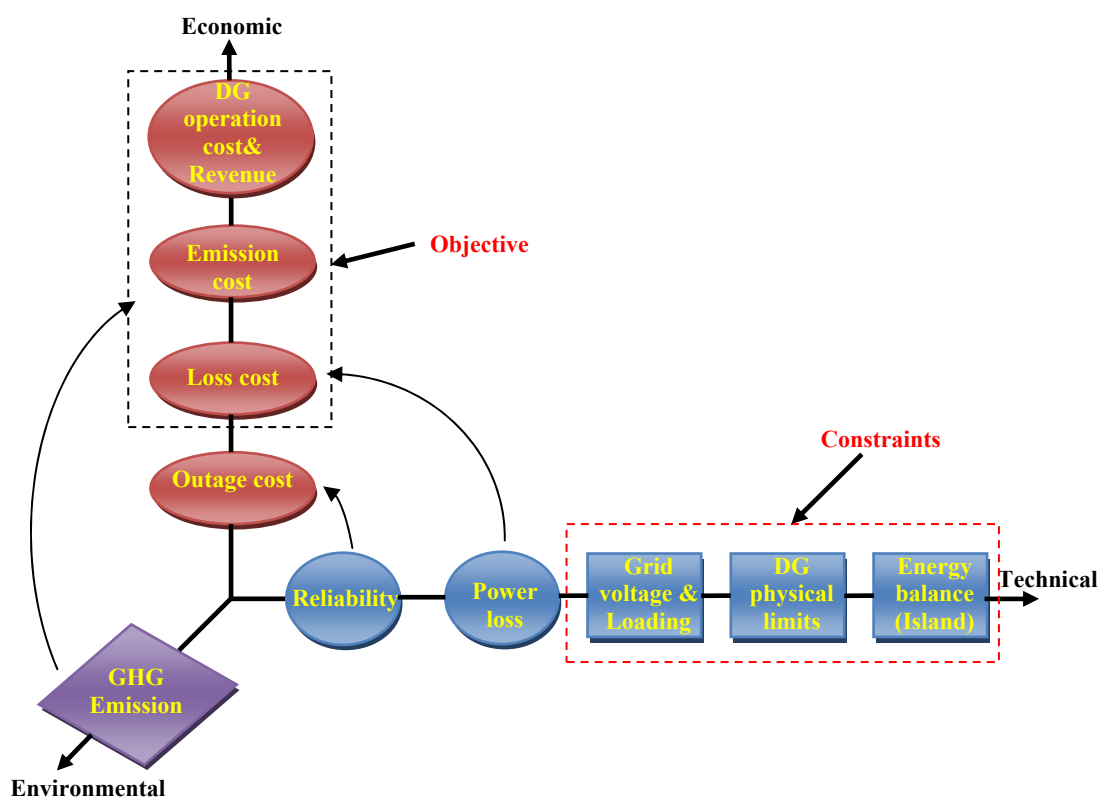 Economic
DG
operation
cost&
Revenue
Emission
cost
Objective
Loss cost
Constraints
Outage cost
Reliability
Power
loss
Grid
voltage &
Loading
DG
physical
limits
Energy
balance
(Island)
Technical
GHG
Emission
Environmental